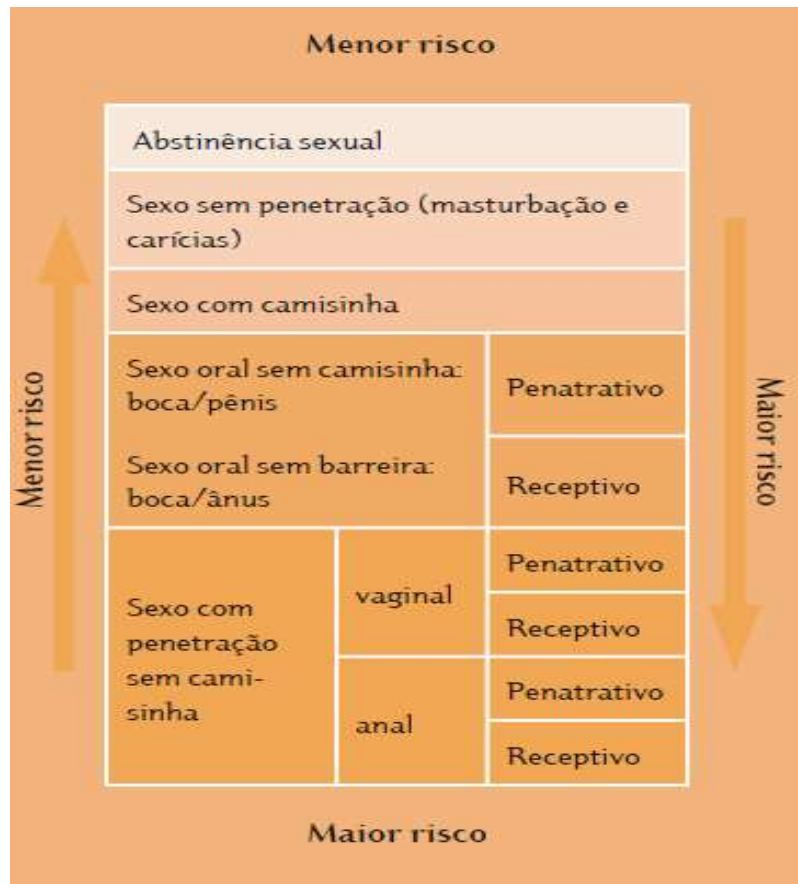 Menor risco
Abstinência sexual
Sexo sem penetração (masturbação e
carícias)
Sexo com camisinha
Sexo oral sem camisinha:
boca/pênis
Penatrativo
Sexo oral sem barreira:
boca/ânus
Receptivo
Sexo com
penetração
sem cami-
sinha
vaginal
Penatrativo
Receptivo
anal
Penatrativo
Receptivo
Menor risco
Maior risco
Maior risco